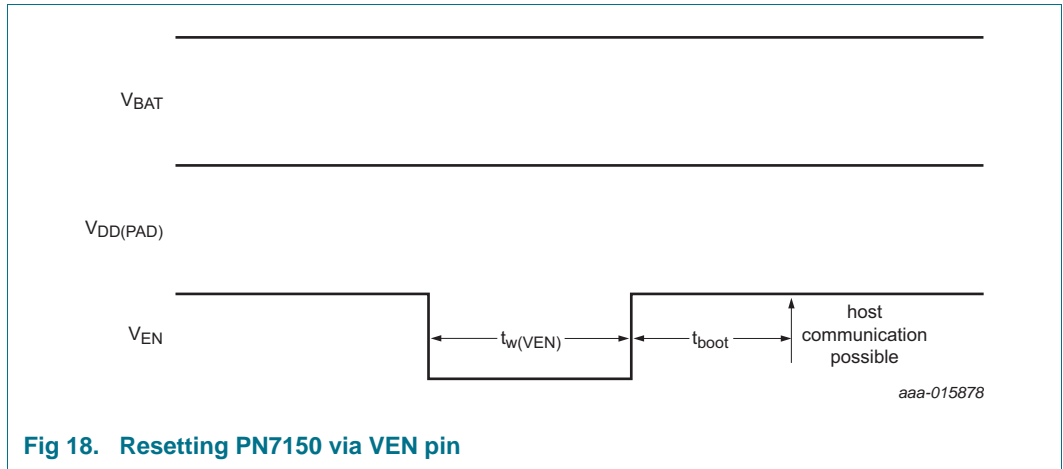 VBAT
VDD(PAD)
VEN
tw(VEN)
tboot
host
communication
possible
aaa-015878
Fig 18. Resetting PN7150 via VEN pin